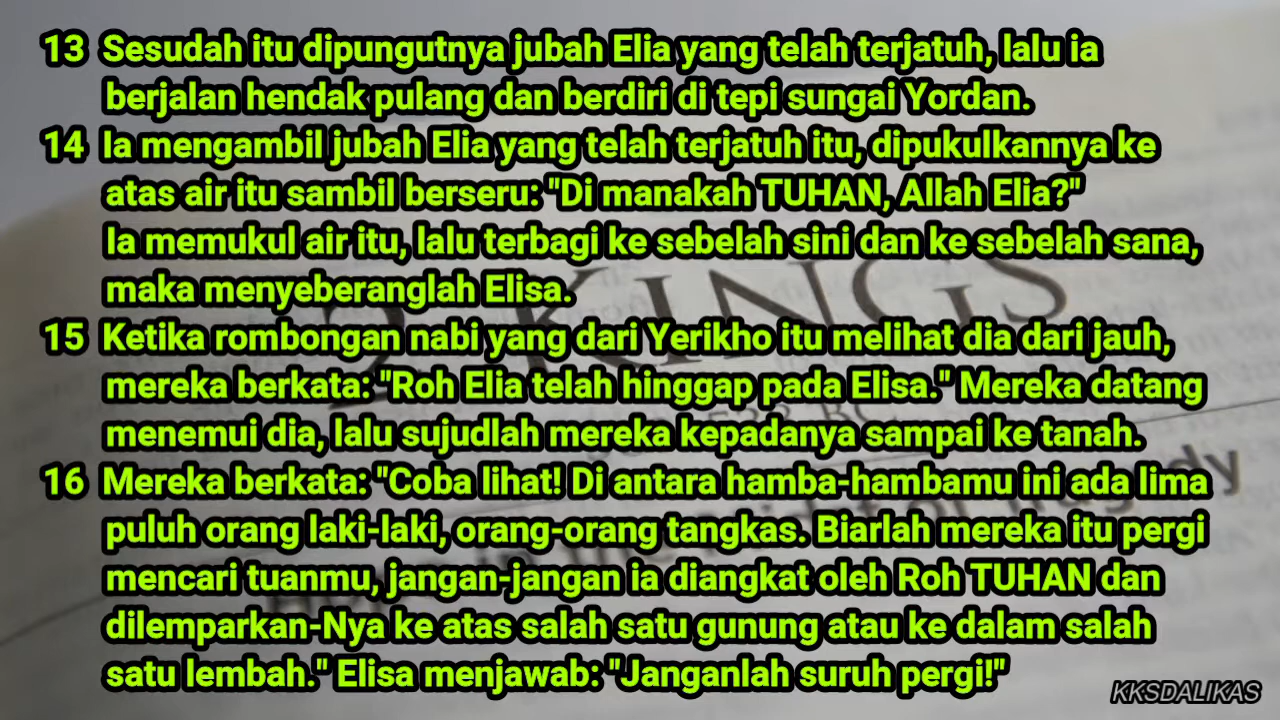 13 Sesudah itu dipungutnya jubah Elia yang telah terjatuh, lalu ia
berjalan hendak pulang dan berdiri di tepi sungai Yordan.
14 Ia mengambil jubah Elia yang telah terjatuh itu, dipukulkannya ke
atas air itu sambil berseru: "Di manakah TUHAN, Allah Elia?"
Ia memukul air itu, lalu terbagi ke sebelah sini dan ke sebelah sana,
maka menyeberanglah Elisa.
15 Ketika rombongan nabi yang dari Yerikho itu melihat dia dari jauh,
mereka berkata: "Roh Elia telah hinggap pada Elisa." Mereka datang
menemui dia, lalu sujudlah mereka kepadanya sampai ke tanah.
16 Mereka berkata: "Coba lihat! Di antara hamba-hambamu ini ada lima
puluh orang laki-laki, orang-orang tangkas. Biarlah mereka itu pergi
mencari tuanmu, jangan-jangan ia diangkat oleh Roh TUHAN dan
dilemparkan-Nya ke atas salah satu gunung atau ke dalam salah
satu lembah." Elisa menjawab: "Janganlah suruh pergi!"
2 KINGS
KKSDALIKAS